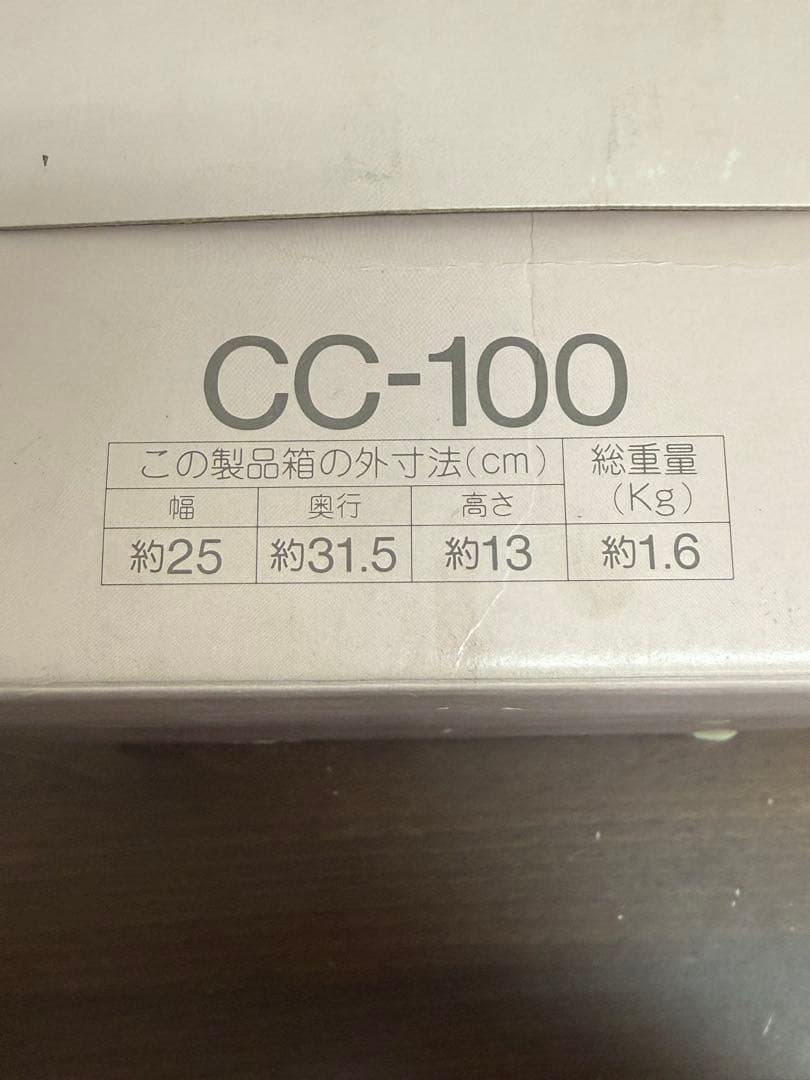 CC-100
この製品箱の外寸法(cm) 総重量(Kg)
幅 奥行 高さ
約25 約31.5 約13 約1.6